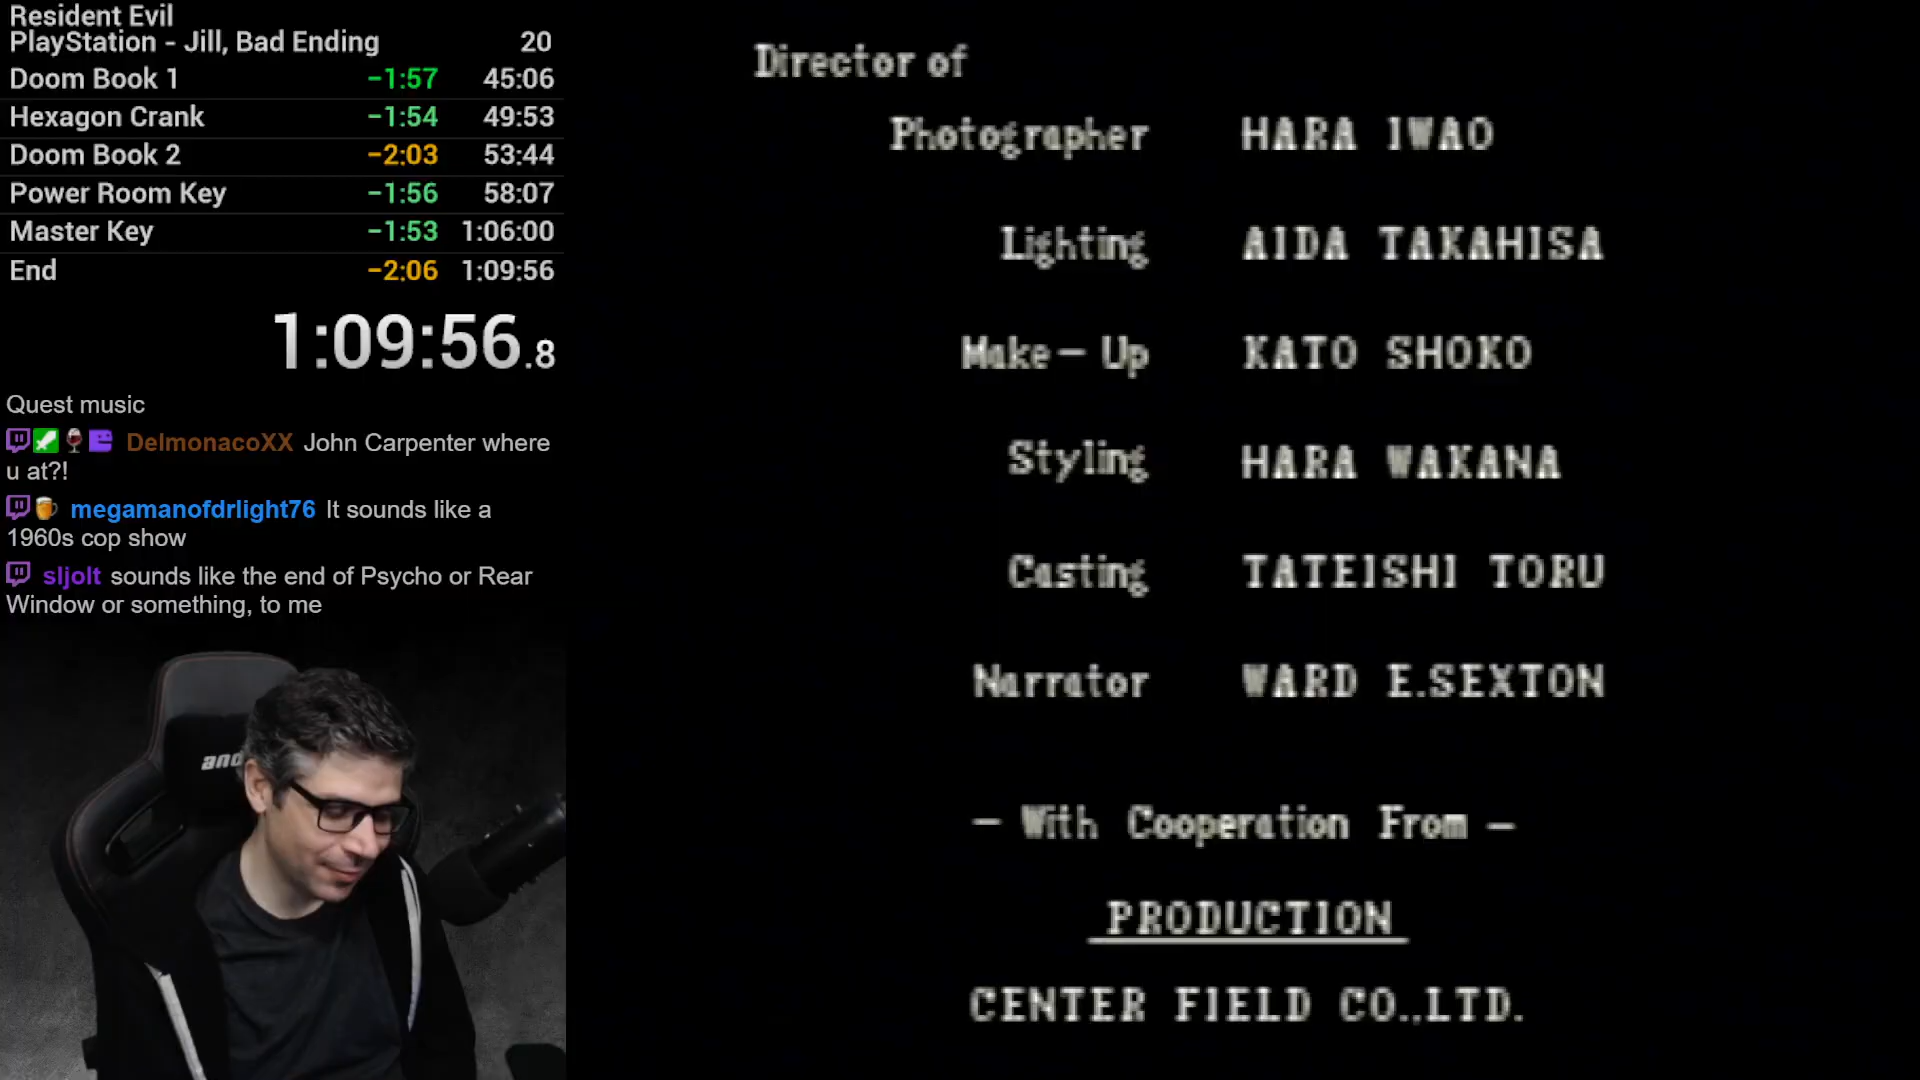 Resident Evil
PlayStation - Jill, Bad Ending 20
Doom Book 1 -1:57 45:06
Hexagon Crank -1:54 49:53
Doom Book 2 -2:03 53:44
Power Room Key -1:56 58:07
Master Key -1:53 1:06:00
End -2:06 1:09:56
1:09:56.8
Quest music
DelmonacoXX John Carpenter where
u at?!
megamanofdrlight76 It sounds like a
1960s cop show
sljolt sounds like the end of Psycho or Rear
Window or something, to me
and
Director of
Photographer HARA IWAO
Lighting AIDA TAKAHISA
Make-Up KATO SHOKO
Styling HARA WAKANA
Casting TATEISHI TORU
Narrator WARD E.SEXTON
- With Cooperation From -
PRODUCTION
CENTER FIELD CO.,LTD.